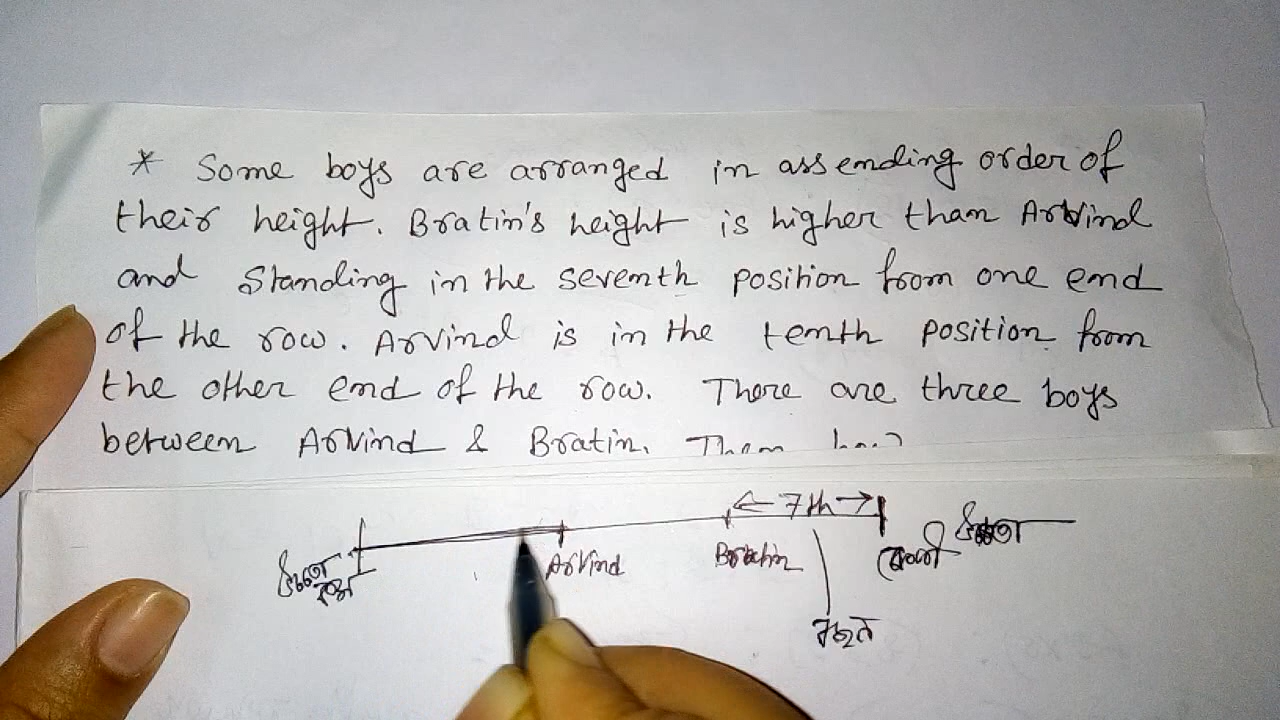 * Some boys are arranged in assending order of
their height. Bratin's height is higher than Arvind
and standing in the seventh position from one end
of the row. Arvind is in the tenth position from
the other end of the row. There are three boys
between Arvind & Bratin.
7th
Arvind Bratin